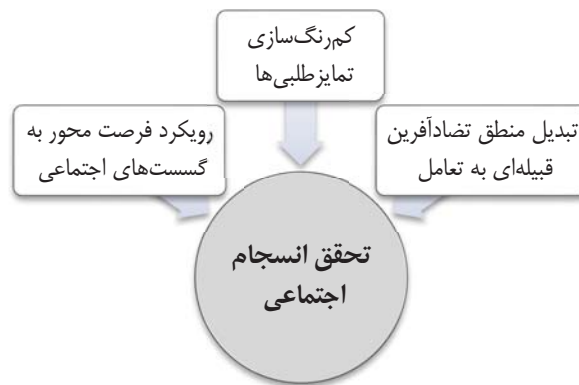 کم‌رنگ‌سازی
تمایزطلبی‌ها
تبدیل منطق تضادآفرین
قبیله‌ای به تعامل
رویکرد فرصت محور به
گسست‌های اجتماعی
تحقق انسجام
اجتماعی